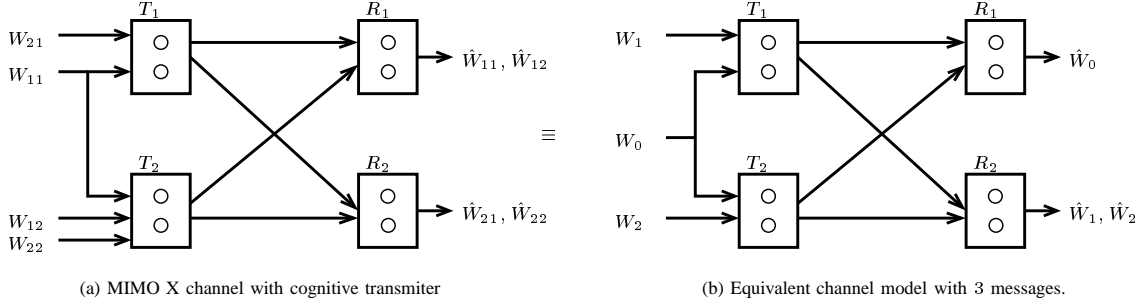 T1 R1 T1 R1
W21 W1
Ŵ11, Ŵ12 Ŵ0
W11
≡ W0
T2 R2 T2 R2
W12 Ŵ21, Ŵ22 W2 Ŵ1, Ŵ2
W22
(a) MIMO X channel with cognitive transmiter (b) Equivalent channel model with 3 messages.